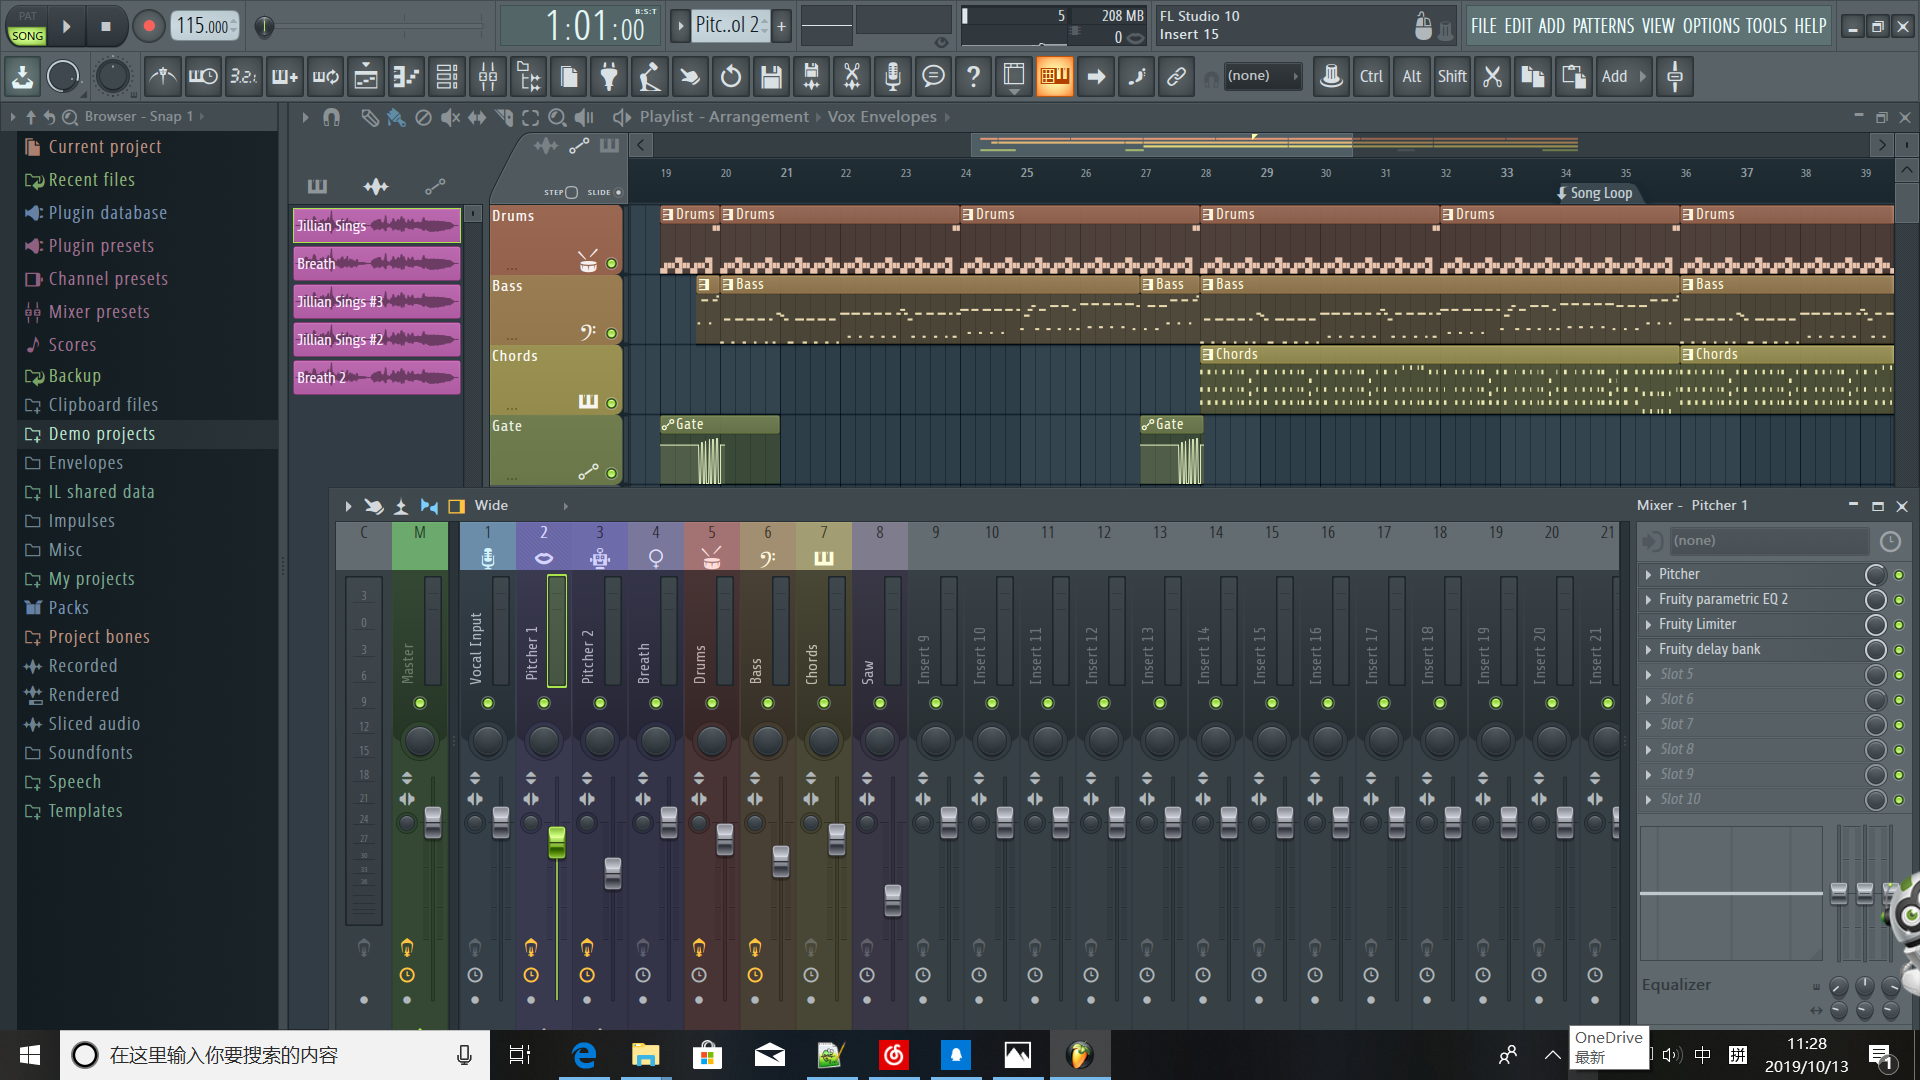 PAT
SONG
115.000
1:01:00
B:S:T
Pitc..ol 2
5
208 MB
0
FL Studio 10
Insert 15
FILE EDIT ADD PATTERNS VIEW OPTIONS TOOLS HELP
3.2.
(none)
Ctrl
Alt
Shift
Add
Browser - Snap 1
Playlist - Arrangement
Vox Envelopes
Current project
Recent files
Plugin database
Plugin presets
Channel presets
Mixer presets
Scores
Backup
Clipboard files
Demo projects
Envelopes
IL shared data
Impulses
Misc
My projects
Packs
Project bones
Recorded
Rendered
Sliced audio
Soundfonts
Speech
Templates
Jillian Sings
Breath
Jillian Sings #3
Jillian Sings #2
Breath 2
STEP
SLIDE
19 20 21 22 23 24 25 26 27 28 29 30 31 32 33 34 35 36 37 38 39
Song Loop
Drums
Drums Drums Drums Drums Drums Drums
Bass
Bass Bass Bass Bass
Chords
Chords Chords
Gate
Gate Gate
Wide
Mixer - Pitcher 1
C M 1 2 3 4 5 6 7 8 9 10 11 12 13 14 15 16 17 18 19 20 21
3
0
3
6
9
12
15
18
21
24
27
30
33
36
Master
Vocal Input
Pitcher 1
Pitcher 2
Breath
Drums
Bass
Chords
Saw
Insert 9
Insert 10
Insert 11
Insert 12
Insert 13
Insert 14
Insert 15
Insert 16
Insert 17
Insert 18
Insert 19
Insert 20
Insert 21
(none)
Pitcher
Fruity parametric EQ 2
Fruity Limiter
Fruity delay bank
Slot 5
Slot 6
Slot 7
Slot 8
Slot 9
Slot 10
Equalizer
在这里输入你要搜索的内容
OneDrive
最新
中
拼
11:28
2019/10/13
1